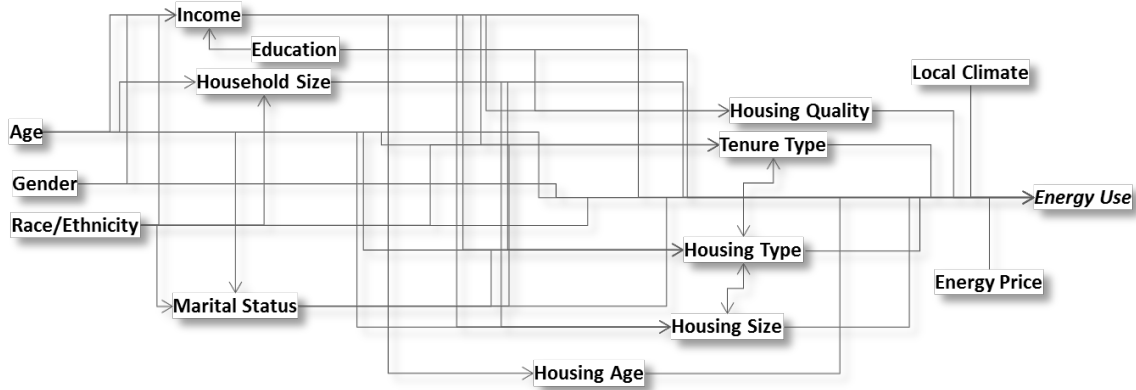 Income
Education
Household Size
Local Climate
Housing Quality
Age
Tenure Type
Gender
Energy Use
Race/Ethnicity
Housing Type
Energy Price
Marital Status
Housing Size
Housing Age